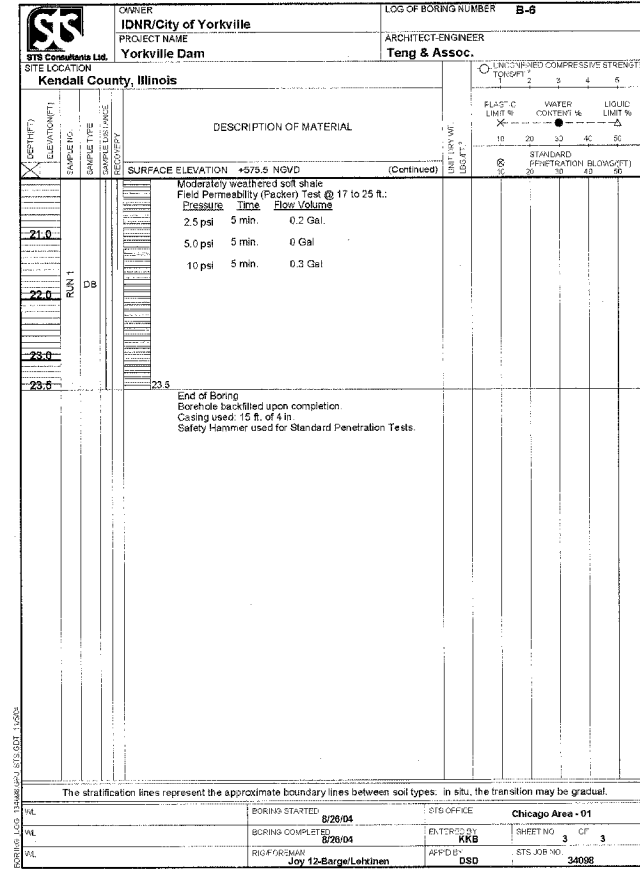 STS
STS Consultants Ltd.
OWNER
IDNR/City of Yorkville
LOG OF BORING NUMBER B-6
PROJECT NAME
Yorkville Dam
ARCHITECT-ENGINEER
Teng & Assoc.
SITE LOCATION
Kendall County, Illinois
UNCONFINED COMPRESSIVE STRENGTH
TONS/FT²
1 2 3 4 5
DEPTH(FT)
ELEVATION(FT)
SAMPLE NO.
SAMPLE TYPE
SAMPLE DISTANCE
RECOVERY
DESCRIPTION OF MATERIAL
UNIT DRY WT.
LBS./FT³
PLASTIC LIMIT %
WATER CONTENT %
LIQUID LIMIT %
10 20 30 40 50
STANDARD
PENETRATION BLOWS/(FT)
10 20 30 40 50
SURFACE ELEVATION +575.5 NGVD (Continued)
Moderately weathered soft shale
Field Permeability (Packer) Test @ 17 to 25 ft.:
Pressure Time Flow Volume
2.5 psi 5 min. 0.2 Gal.
21.0
5.0 psi 5 min. 0 Gal
10 psi 5 min. 0.3 Gal
RUN 1
DB
22.0
23.0
23.5
23.5
End of Boring
Borehole backfilled upon completion.
Casing used: 15 ft. of 4 in.
Safety Hammer used for Standard Penetration Tests.
The stratification lines represent the approximate boundary lines between soil types: in situ, the transition may be gradual.
WL
BORING STARTED
8/26/04
STS OFFICE
Chicago Area - 01
WL
BORING COMPLETED
8/26/04
ENTERED BY
KKB
SHEET NO. OF
3 3
WL
RIG/FOREMAN
Joy 12-Barge/Lehtinen
APP'D BY
DSD
STS JOB NO.
34098
BORING LOG 34098.GPJ STS.GDT 11/5/04